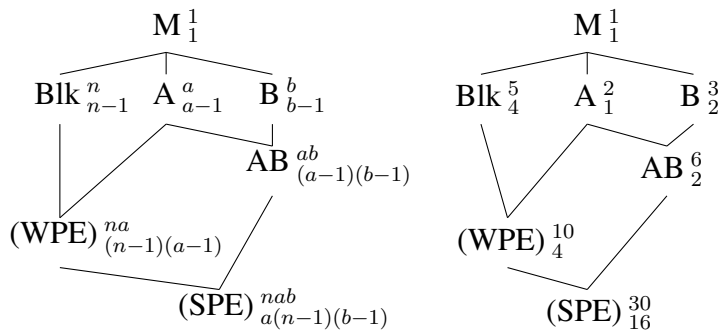 M 1 1 M 1 1
Blk n n−1 A a a−1 B b b−1 Blk 5 4 A 2 1 B 3 2
AB ab (a−1)(b−1) AB 6 2
(WPE) na (n−1)(a−1) (WPE) 10 4
(SPE) nab a(n−1)(b−1) (SPE) 30 16